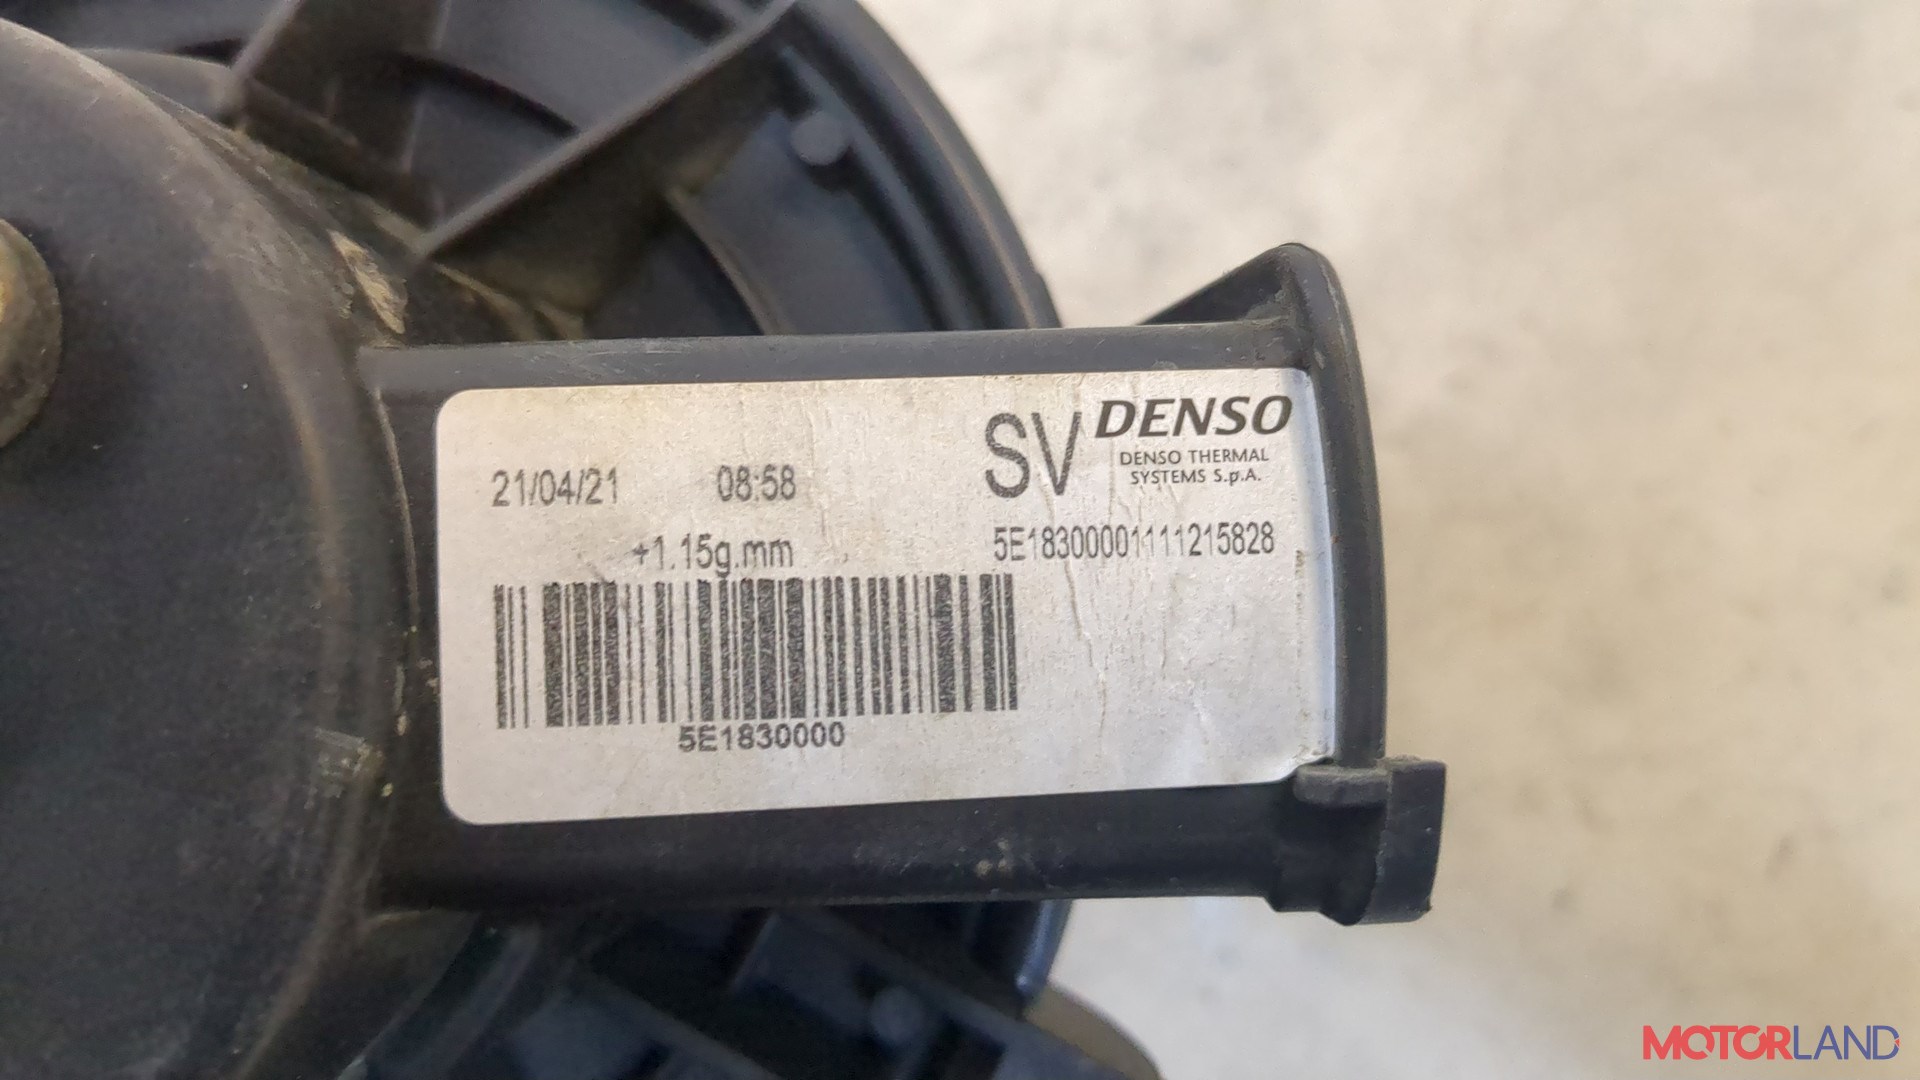 SV DENSO
DENSO THERMAL
SYSTEMS S.p.A.
21/04/21 08:58
+1.15g.mm
5E18300001111215828
5E1830000
MOTORLAND